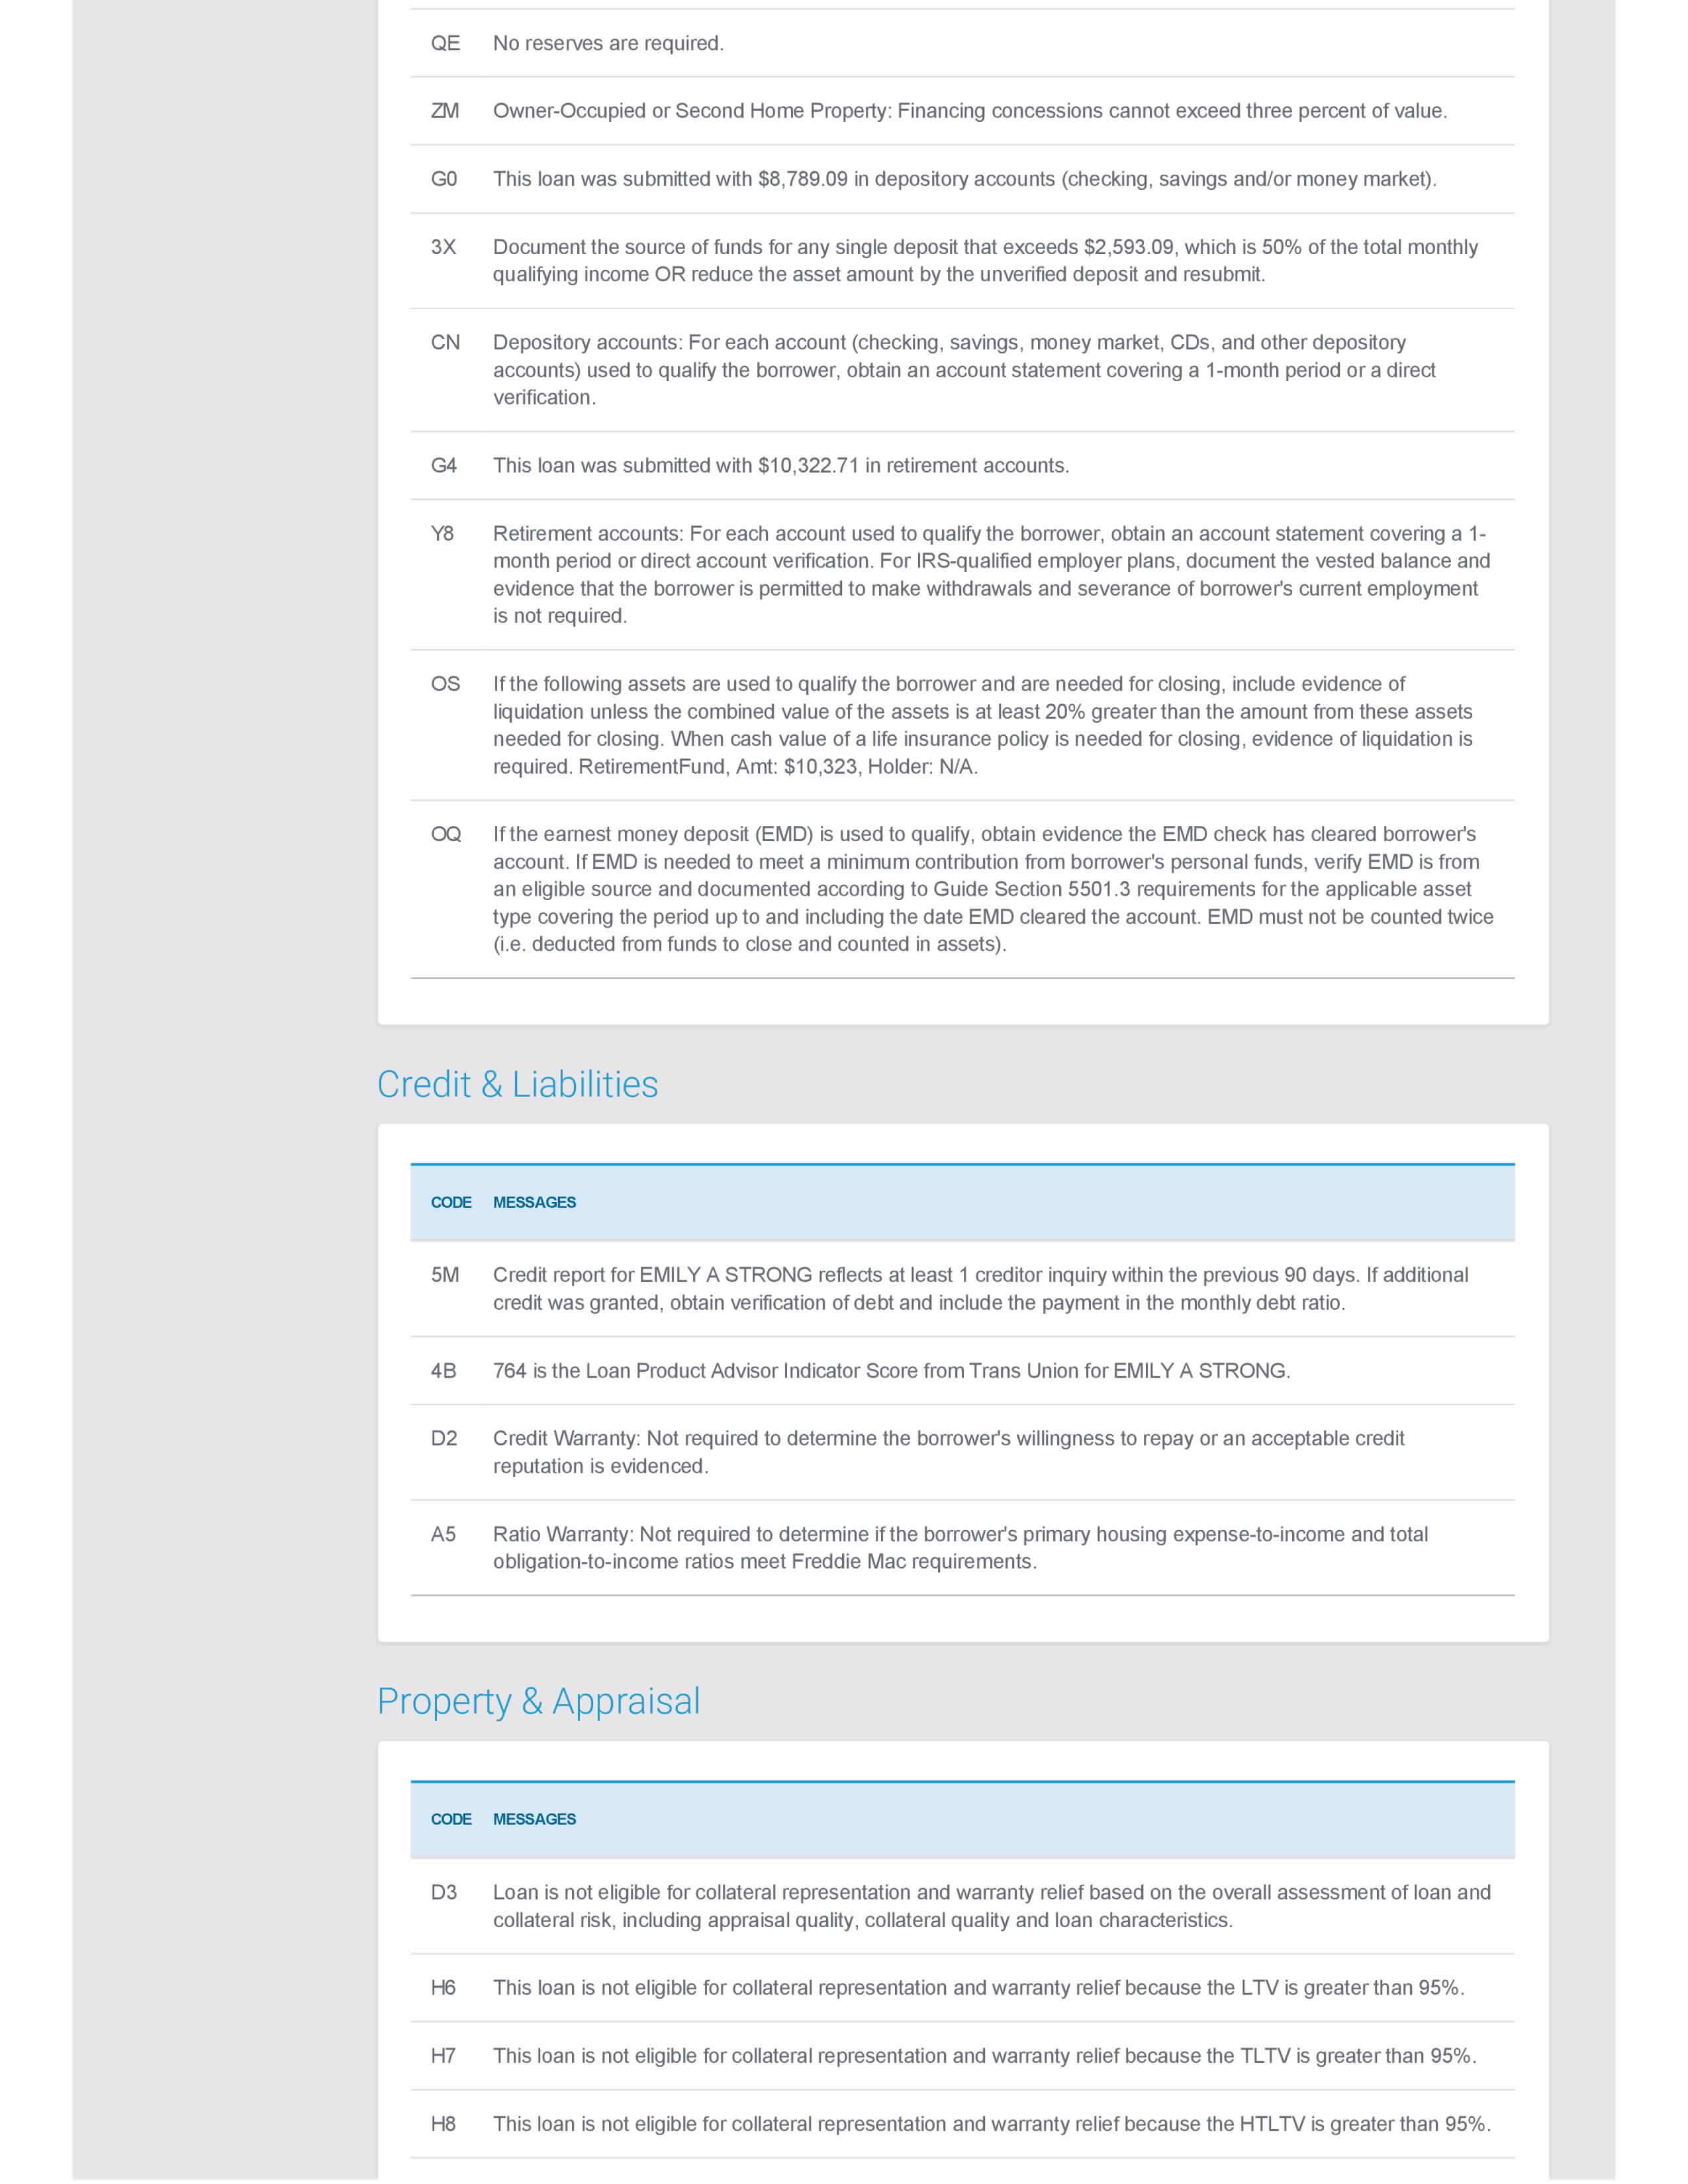 QE No reserves are required.
ZM Owner-Occupied or Second Home Property: Financing concessions cannot exceed three percent of value.
G0 This loan was submitted with $8,789.09 in depository accounts (checking, savings and/or money market).
3X Document the source of funds for any single deposit that exceeds $2,593.09, which is 50% of the total monthly
qualifying income OR reduce the asset amount by the unverified deposit and resubmit.
CN Depository accounts: For each account (checking, savings, money market, CDs, and other depository
accounts) used to qualify the borrower, obtain an account statement covering a 1-month period or a direct
verification.
G4 This loan was submitted with $10,322.71 in retirement accounts.
Y8 Retirement accounts: For each account used to qualify the borrower, obtain an account statement covering a 1-
month period or direct account verification. For IRS-qualified employer plans, document the vested balance and
evidence that the borrower is permitted to make withdrawals and severance of borrower's current employment
is not required.
OS If the following assets are used to qualify the borrower and are needed for closing, include evidence of
liquidation unless the combined value of the assets is at least 20% greater than the amount from these assets
needed for closing. When cash value of a life insurance policy is needed for closing, evidence of liquidation is
required. RetirementFund, Amt: $10,323, Holder: N/A.
OQ If the earnest money deposit (EMD) is used to qualify, obtain evidence the EMD check has cleared borrower's
account. If EMD is needed to meet a minimum contribution from borrower's personal funds, verify EMD is from
an eligible source and documented according to Guide Section 5501.3 requirements for the applicable asset
type covering the period up to and including the date EMD cleared the account. EMD must not be counted twice
(i.e. deducted from funds to close and counted in assets).
Credit & Liabilities
CODE MESSAGES
5M Credit report for EMILY A STRONG reflects at least 1 creditor inquiry within the previous 90 days. If additional
credit was granted, obtain verification of debt and include the payment in the monthly debt ratio.
4B 764 is the Loan Product Advisor Indicator Score from Trans Union for EMILY A STRONG.
D2 Credit Warranty: Not required to determine the borrower's willingness to repay or an acceptable credit
reputation is evidenced.
A5 Ratio Warranty: Not required to determine if the borrower's primary housing expense-to-income and total
obligation-to-income ratios meet Freddie Mac requirements.
Property & Appraisal
CODE MESSAGES
D3 Loan is not eligible for collateral representation and warranty relief based on the overall assessment of loan and
collateral risk, including appraisal quality, collateral quality and loan characteristics.
H6 This loan is not eligible for collateral representation and warranty relief because the LTV is greater than 95%.
H7 This loan is not eligible for collateral representation and warranty relief because the TLTV is greater than 95%.
H8 This loan is not eligible for collateral representation and warranty relief because the HTLTV is greater than 95%.